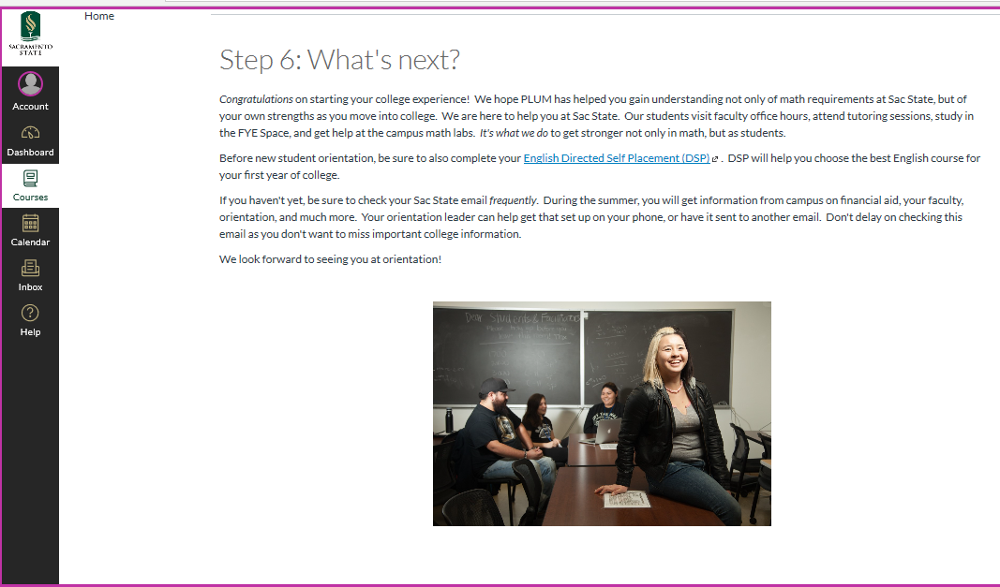 Home
SACRAMENTO
STATE
Account
Dashboard
Courses
Calendar
Inbox
Help
Step 6: What's next?
Congratulations on starting your college experience! We hope PLUM has helped you gain understanding not only of math requirements at Sac State, but of
your own strengths as you move into college. We are here to help you at Sac State. Our students visit faculty office hours, attend tutoring sessions, study in
the FYE Space, and get help at the campus math labs. It's what we do to get stronger not only in math, but as students.
Before new student orientation, be sure to also complete your English Directed Self Placement (DSP) . DSP will help you choose the best English course for
your first year of college.
If you haven't yet, be sure to check your Sac State email frequently. During the summer, you will get information from campus on financial aid, your faculty,
orientation, and much more. Your orientation leader can help get that set up on your phone, or have it sent to another email. Don't delay on checking this
email as you don't want to miss important college information.
We look forward to seeing you at orientation!
Dear Students & Faculty